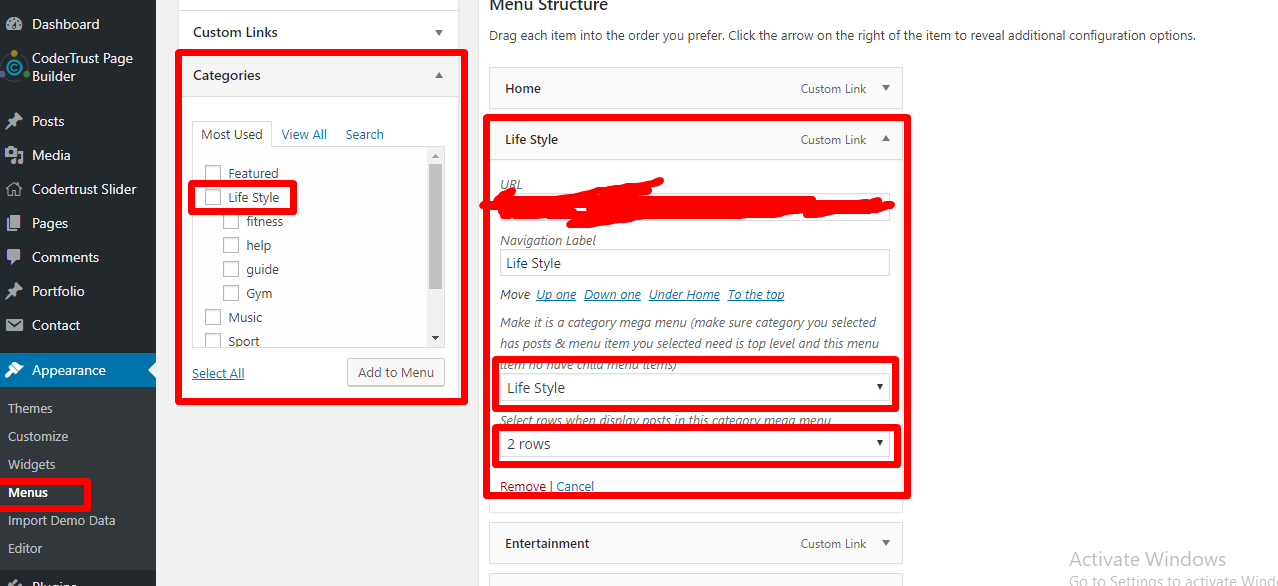 Dashboard
CoderTrust Page
Builder
Posts
Media
Codertrust Slider
Pages
Comments
Portfolio
Contact
Appearance
Themes
Customize
Widgets
Menus
Import Demo Data
Editor
Plugins
Custom Links
Categories
Most Used View All Search
Featured
Life Style
fitness
help
guide
Gym
Music
Sport
Select All Add to Menu
Menu Structure
Drag each item into the order you prefer. Click the arrow on the right of the item to reveal additional configuration options.
Home Custom Link
Life Style Custom Link
URL
Navigation Label
Life Style
Move Up one Down one Under Home To the top
Make it is a category mega menu (make sure category you selected
has posts & menu item you selected need is top level and this menu
item no have child menu items)
Life Style
Select rows when display posts in this category mega menu
2 rows
Remove | Cancel
Entertainment Custom Link
Activate Windows
Go to Settings to activate Wind